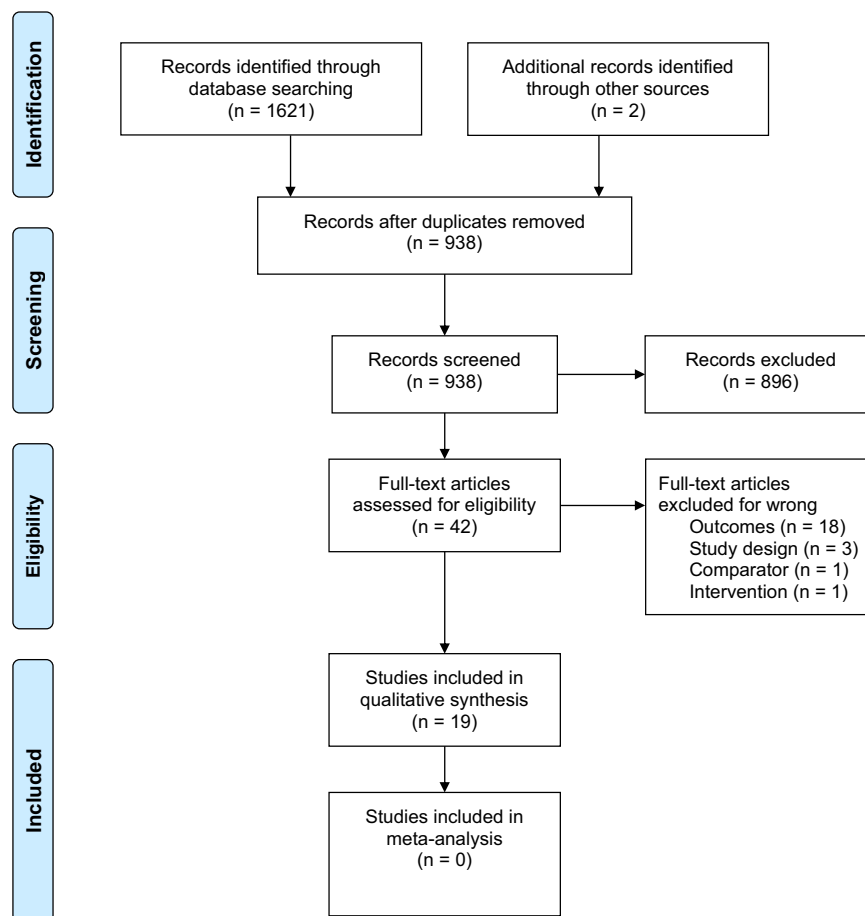 Identification
Records identified through
database searching
(n = 1621)
Additional records identified
through other sources
(n = 2)
Records after duplicates removed
(n = 938)
Screening
Records screened
(n = 938)
Records excluded
(n = 896)
Eligibility
Full-text articles
assessed for eligibility
(n = 42)
Full-text articles
excluded for wrong
Outcomes (n = 18)
Study design (n = 3)
Comparator (n = 1)
Intervention (n = 1)
Included
Studies included in
qualitative synthesis
(n = 19)
Studies included in
meta-analysis
(n = 0)